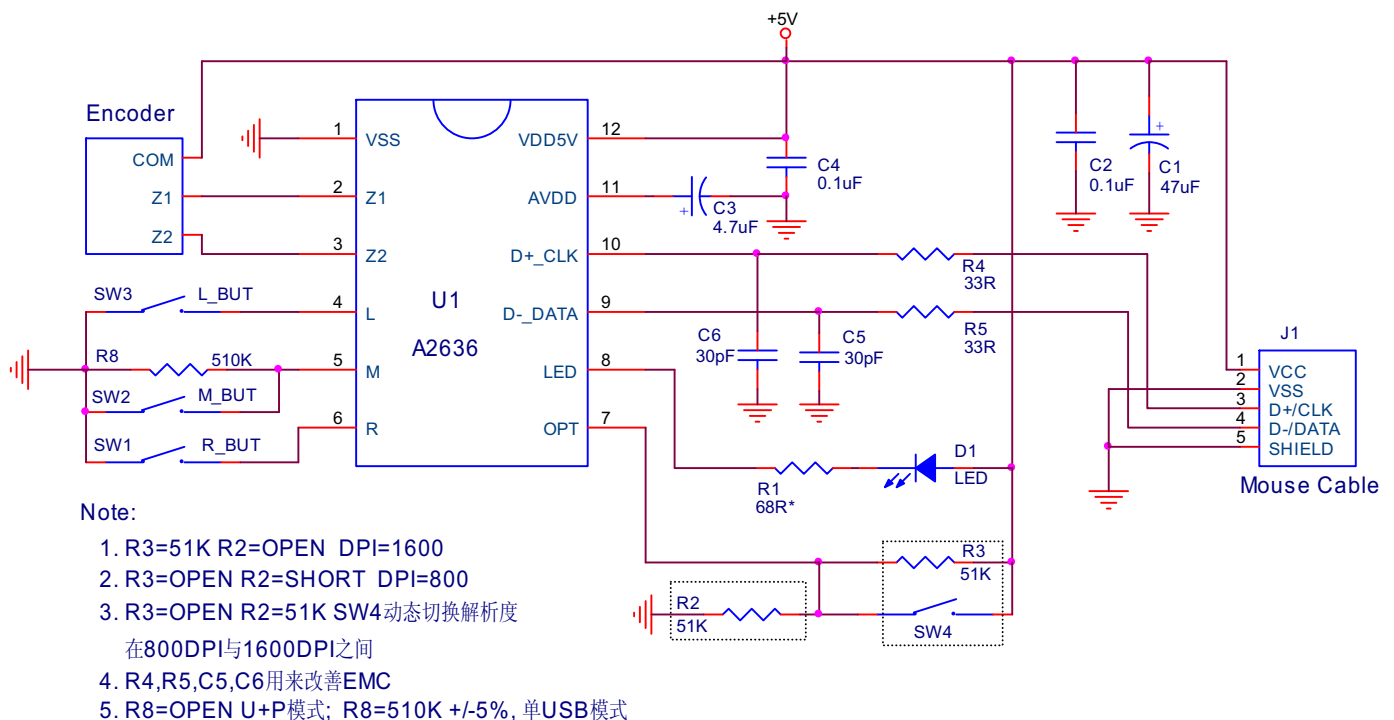 +5V
Encoder
COM
Z1
Z2
1
VSS
2
Z1
3
Z2
4
L
5
M
6
R
U1
A2636
VDD5V
12
AVDD
11
D+_CLK
10
D-_DATA
9
LED
8
OPT
7
C4
0.1uF
C3
+
4.7uF
C2
0.1uF
+
C1
47uF
SW3
L_BUT
R8
510K
SW2
M_BUT
SW1
R_BUT
R4
33R
R5
33R
C6
30pF
C5
30pF
J1
1
VCC
2
VSS
3
D+/CLK
4
D-/DATA
5
SHIELD
Mouse Cable
D1
LED
R1
68R*
R3
51K
R2
51K
SW4
Note:
1. R3=51K R2=OPEN DPI=1600
2. R3=OPEN R2=SHORT DPI=800
3. R3=OPEN R2=51K SW4动态切换解析度
在800DPI与1600DPI之间
4. R4,R5,C5,C6用来改善EMC
5. R8=OPEN U+P模式; R8=510K +/-5%, 单USB模式